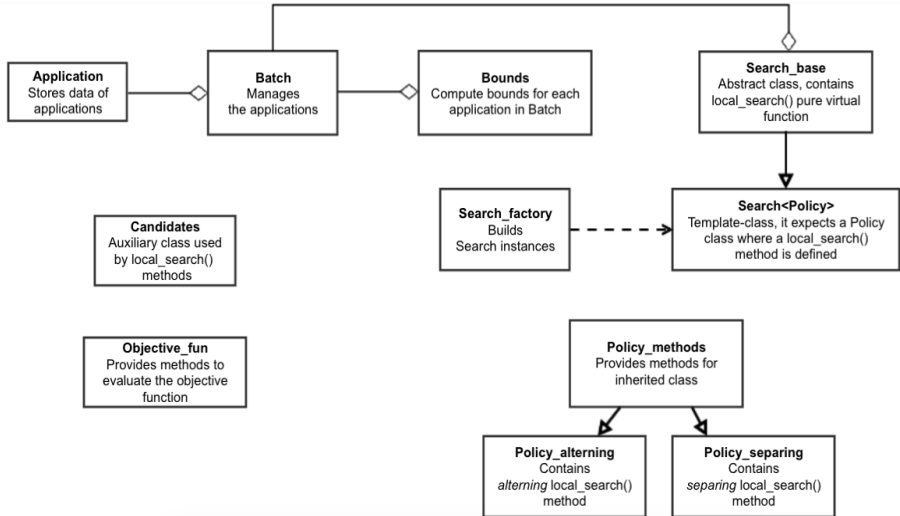 Application
Stores data of
applications
Batch
Manages
the applications
Bounds
Compute bounds for each
application in Batch
Search_base
Abstract class, contains
local_search() pure virtual
function
Candidates
Auxiliary class used
by local_search()
methods
Search_factory
Builds
Search instances
Search<Policy>
Template-class, it expects a Policy
class where a local_search()
method is defined
Objective_fun
Provides methods to
evaluate the objective
function
Policy_methods
Provides methods for
inherited class
Policy_alterning
Contains
alterning local_search()
method
Policy_separing
Contains
separing local_search()
method